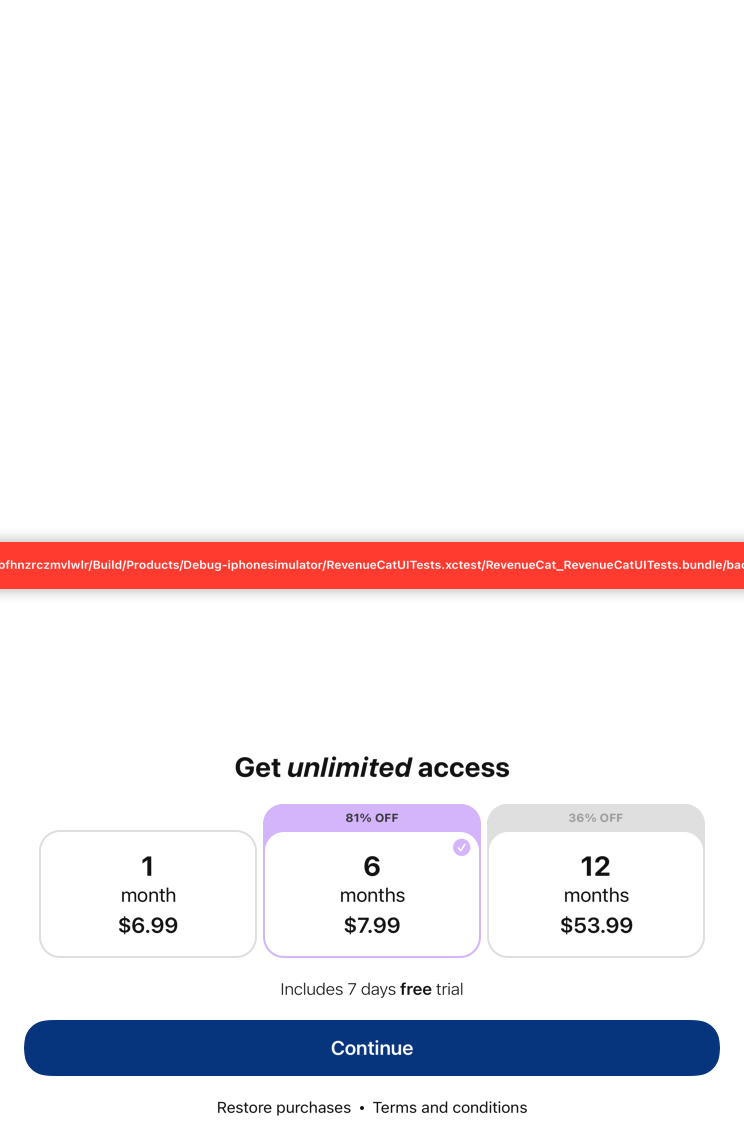 ofhnzrczmvlwlr/Build/Products/Debug-iphonesimulator/RevenueCatUITests.xctest/RevenueCat_RevenueCatUITests.bundle/bac
Get unlimited access
81% OFF
36% OFF
1
6
12
month
months
months
$6.99
$7.99
$53.99
Includes 7 days free trial
Continue
Restore purchases • Terms and conditions